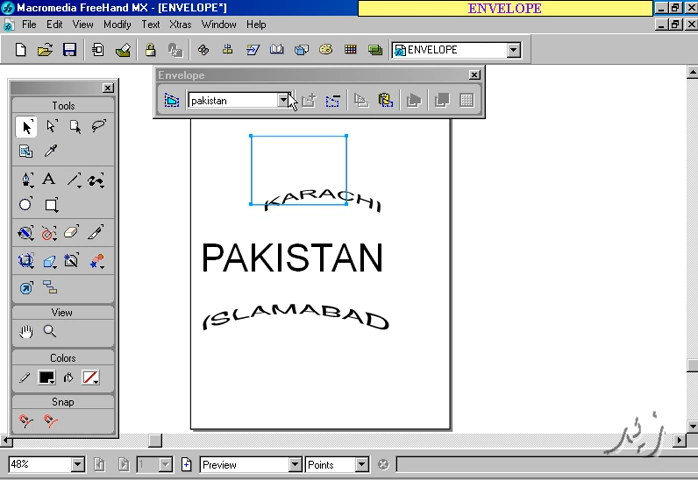 Macromedia FreeHand MX - [ENVELOPE*]
ENVELOPE
File Edit View Modify Text Xtras Window Help
ENVELOPE
Envelope
pakistan
Tools
KARACHI
PAKISTAN
ISLAMABAD
View
Colors
Snap
زبیر
48%
1
Preview
Points